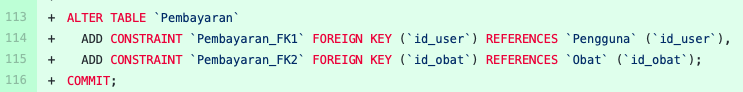 113 + ALTER TABLE `Pembayaran`
114 +   ADD CONSTRAINT `Pembayaran_FK1` FOREIGN KEY (`id_user`) REFERENCES `Pengguna` (`id_user`),
115 +   ADD CONSTRAINT `Pembayaran_FK2` FOREIGN KEY (`id_obat`) REFERENCES `Obat` (`id_obat`);
116 + COMMIT;